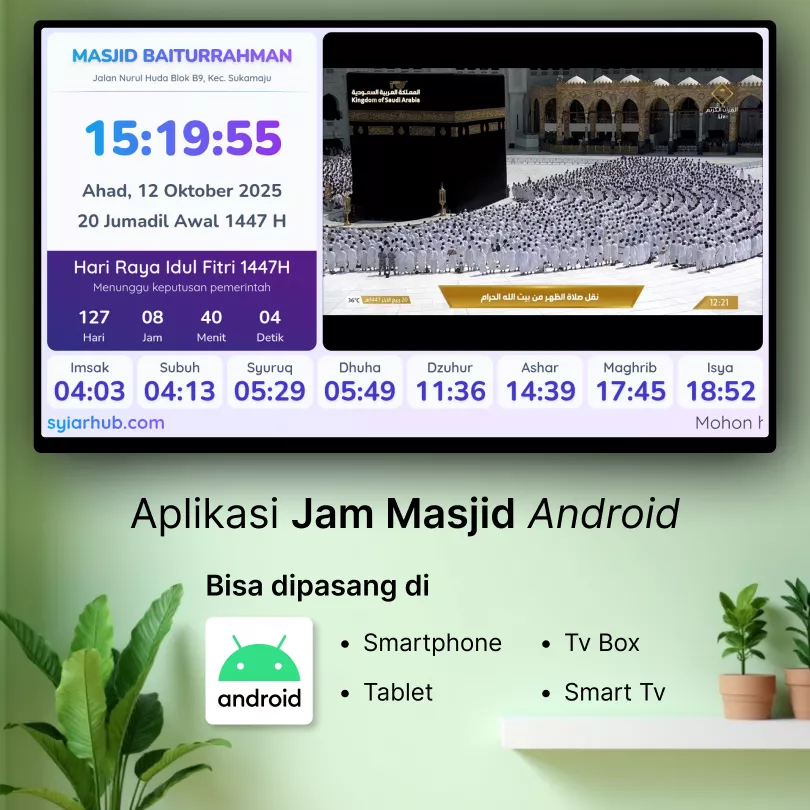 MASJID BAITURRAHMAN
Jalan Nurul Huda Blok B9, Kec. Sukamaju
15:19:55
Ahad, 12 Oktober 2025
20 Jumadil Awal 1447 H
Hari Raya Idul Fitri 1447H
Menunggu keputusan pemerintah
127 08 40 04
Hari Jam Menit Detik
المملكة العربية السعودية
Kingdom of Saudi Arabia
القرآن الكريم
Live
36°C
نقل صلاة الظهر من بيت الله الحرام
12:21
Imsak Subuh Syuruq Dhuha Dzuhur Ashar Maghrib Isya
04:03 04:13 05:29 05:49 11:36 14:39 17:45 18:52
syiarhub.com Mohon
Aplikasi Jam Masjid Android
Bisa dipasang di
android
• Smartphone • Tv Box
• Tablet • Smart Tv